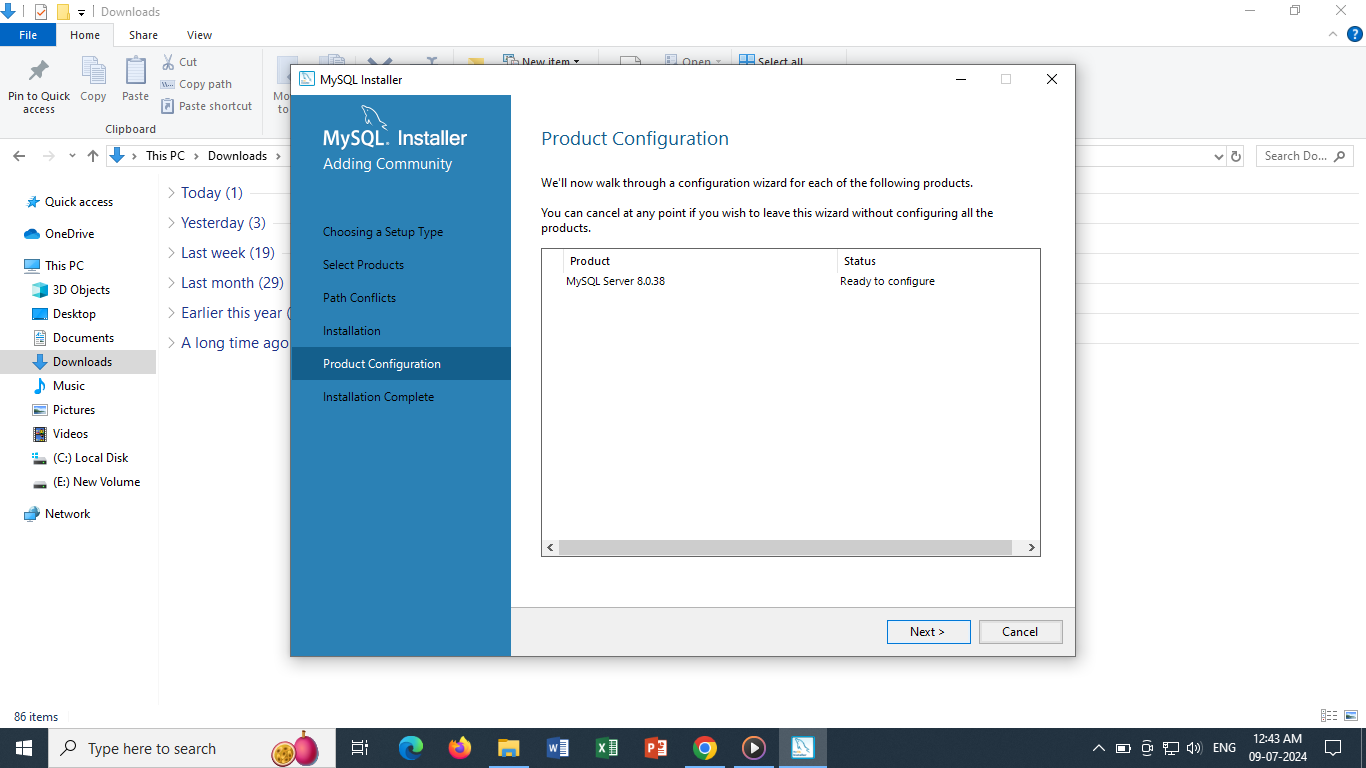 Downloads
File
Home
Share
View
Pin to Quick
access
Copy
Paste
Cut
Copy path
Paste shortcut
Clipboard
New item
Open
Select all
This PC
Downloads
Search Do...
Quick access
OneDrive
This PC
3D Objects
Desktop
Documents
Downloads
Music
Pictures
Videos
(C:) Local Disk
(E:) New Volume
Network
Today (1)
Yesterday (3)
Last week (19)
Last month (29)
Earlier this year (
A long time ago
MySQL Installer
MySQL. Installer
Adding Community
Choosing a Setup Type
Select Products
Path Conflicts
Installation
Product Configuration
Installation Complete
Product Configuration
We'll now walk through a configuration wizard for each of the following products.
You can cancel at any point if you wish to leave this wizard without configuring all the
products.
Product Status
MySQL Server 8.0.38 Ready to configure
Next >
Cancel
86 items
Type here to search
ENG
12:43 AM
09-07-2024